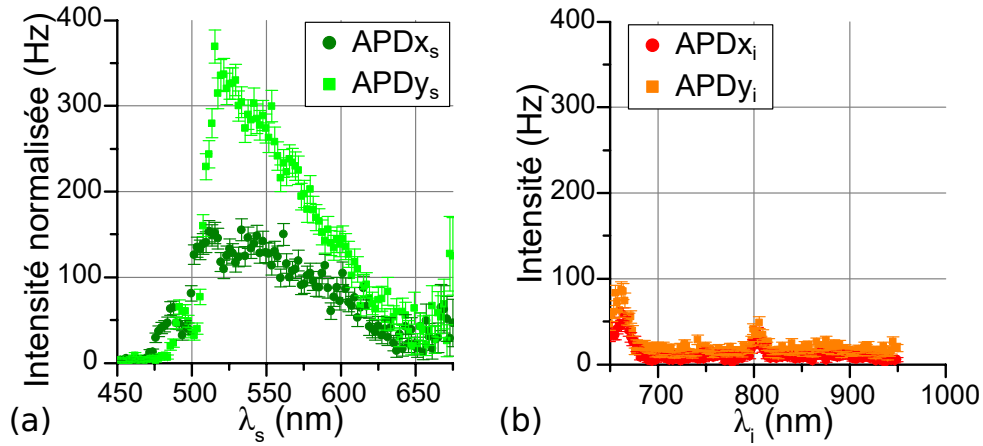 Intensité normalisée (Hz)
400
300
200
100
0
APDxs
APDys
450
500
550
600
650
λs (nm)
(a)
Intensité (Hz)
400
300
200
100
0
APDxi
APDyi
700
800
900
1000
λi (nm)
(b)